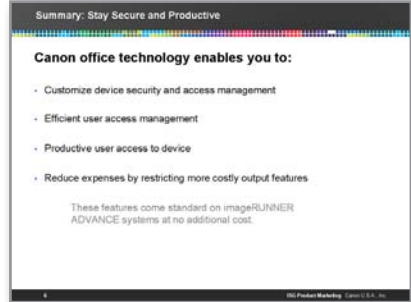 Summary: Stay Secure and Productive
Canon office technology enables you to:
• Customize device security and access management
• Efficient user access management
• Productive user access to device
• Reduce expenses by restricting more costly output features
These features come standard on imageRUNNER
ADVANCE systems at no additional cost.
6 ISG Product Marketing Canon U.S.A., Inc.